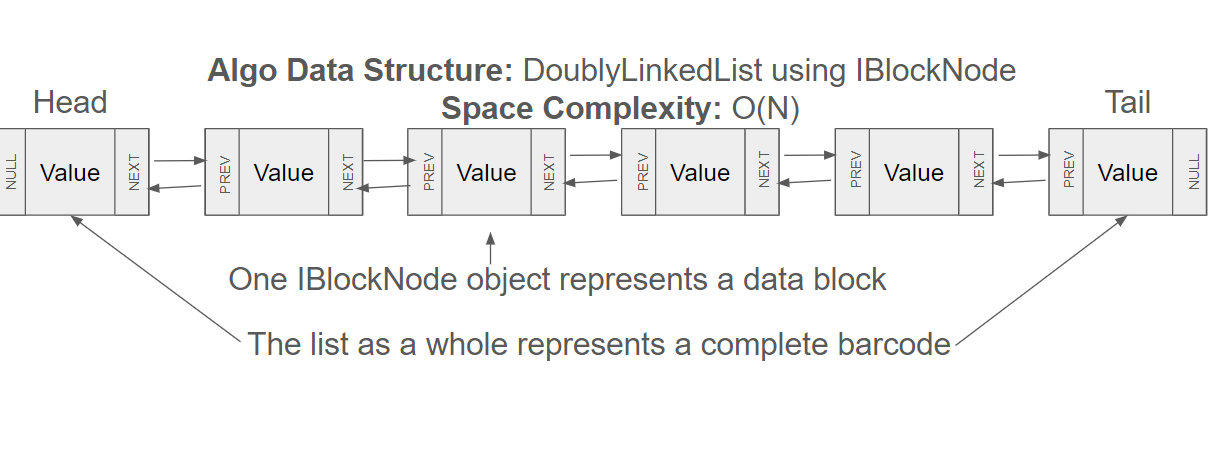 Algo Data Structure: DoublyLinkedList using IBlockNode
Space Complexity: O(N)
Head
Tail
NULL Value NEXT PREV Value NEXT PREV Value NEXT PREV Value NEXT PREV Value NEXT PREV Value NULL
One IBlockNode object represents a data block
The list as a whole represents a complete barcode